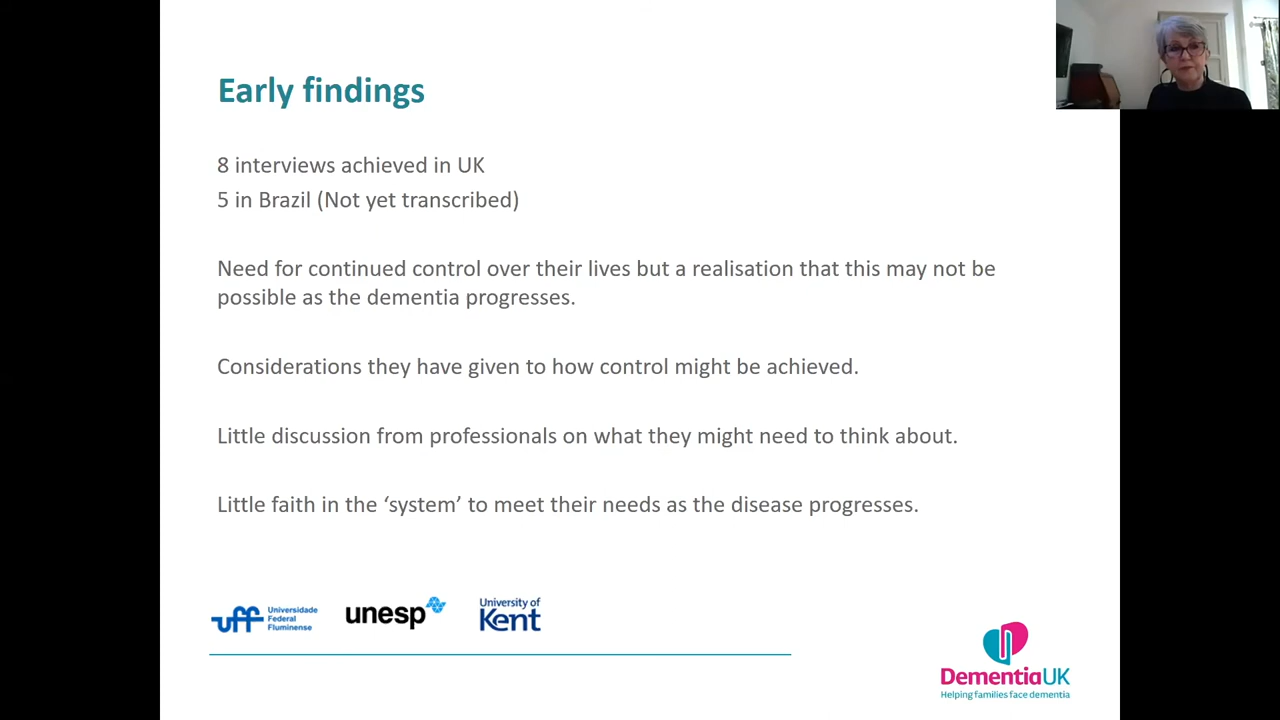 Early findings
8 interviews achieved in UK
5 in Brazil (Not yet transcribed)
Need for continued control over their lives but a realisation that this may not be
possible as the dementia progresses.
Considerations they have given to how control might be achieved.
Little discussion from professionals on what they might need to think about.
Little faith in the ‘system’ to meet their needs as the disease progresses.
uff
Universidade
Federal
Fluminense
unesp
University of
Kent
DementiaUK
Helping families face dementia